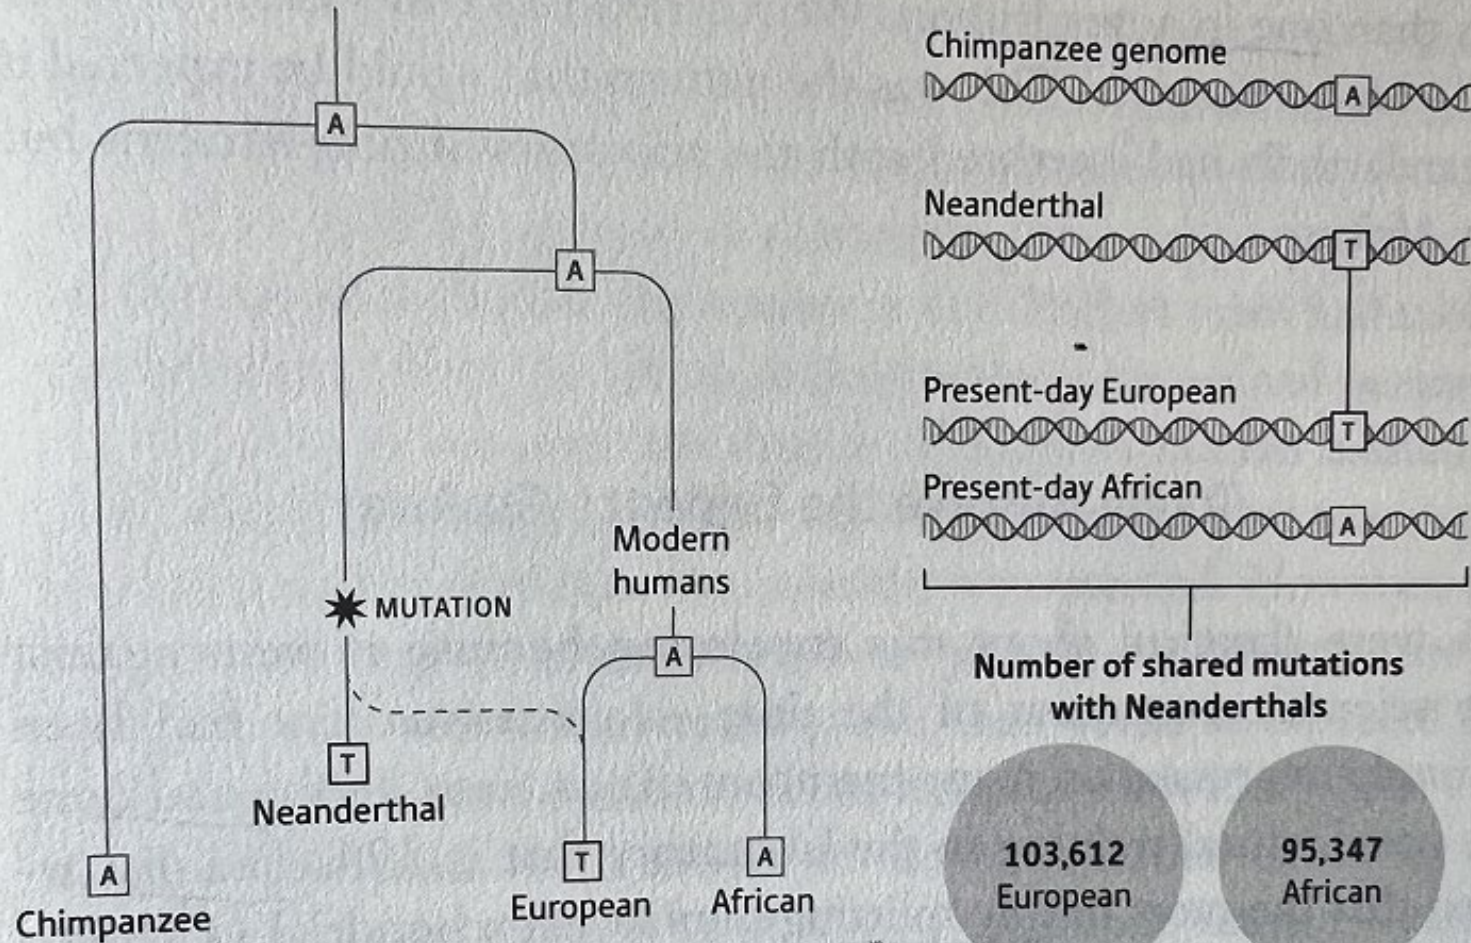 A
A
MUTATION
Modern
humans
A
T
Neanderthal
A
Chimpanzee
T
European
A
African
Chimpanzee genome
A
Neanderthal
T
Present-day European
T
Present-day African
A
Number of shared mutations
with Neanderthals
103,612
European
95,347
African